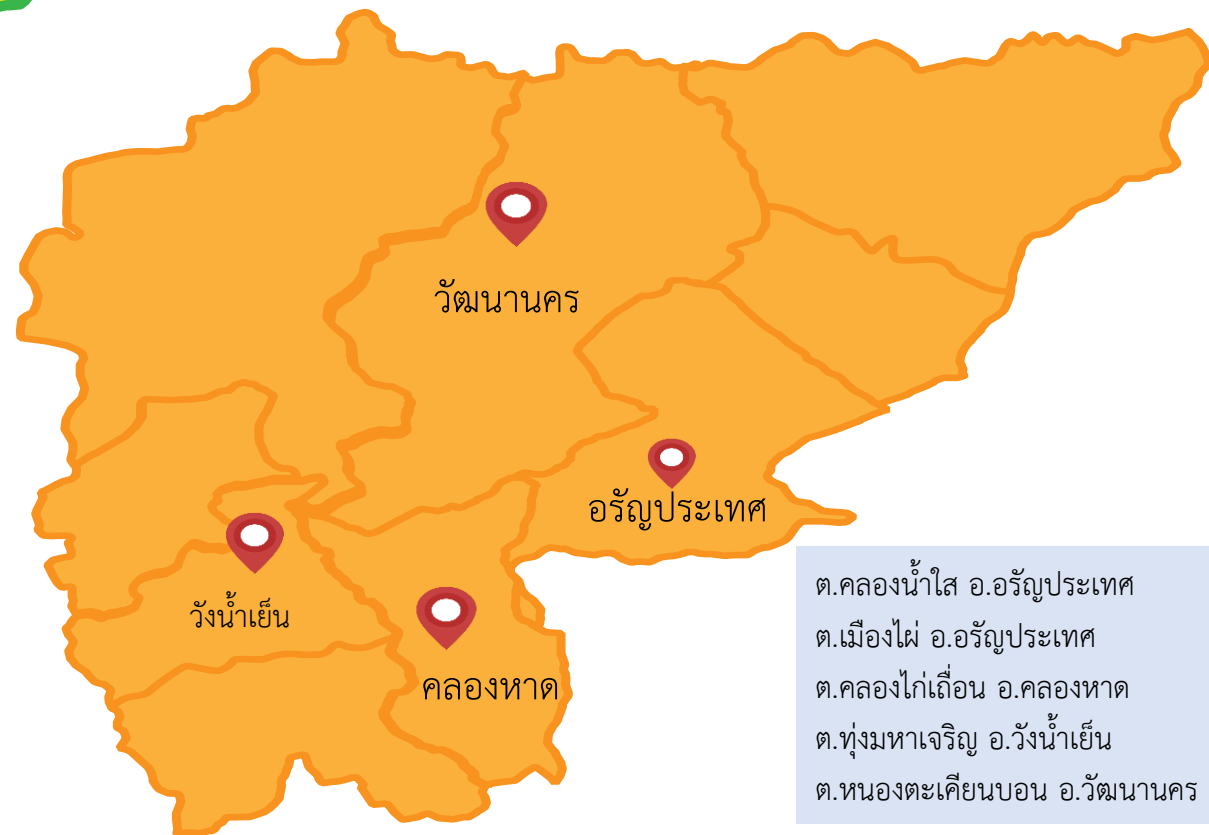 วัฒนานคร
อรัญประเทศ
วังน้ำเย็น
คลองหาด
ต.คลองน้ำใส อ.อรัญประเทศ
ต.เมืองไผ่ อ.อรัญประเทศ
ต.คลองไก่เถื่อน อ.คลองหาด
ต.ทุ่งมหาเจริญ อ.วังน้ำเย็น
ต.หนองตะเคียนบอน อ.วัฒนานคร